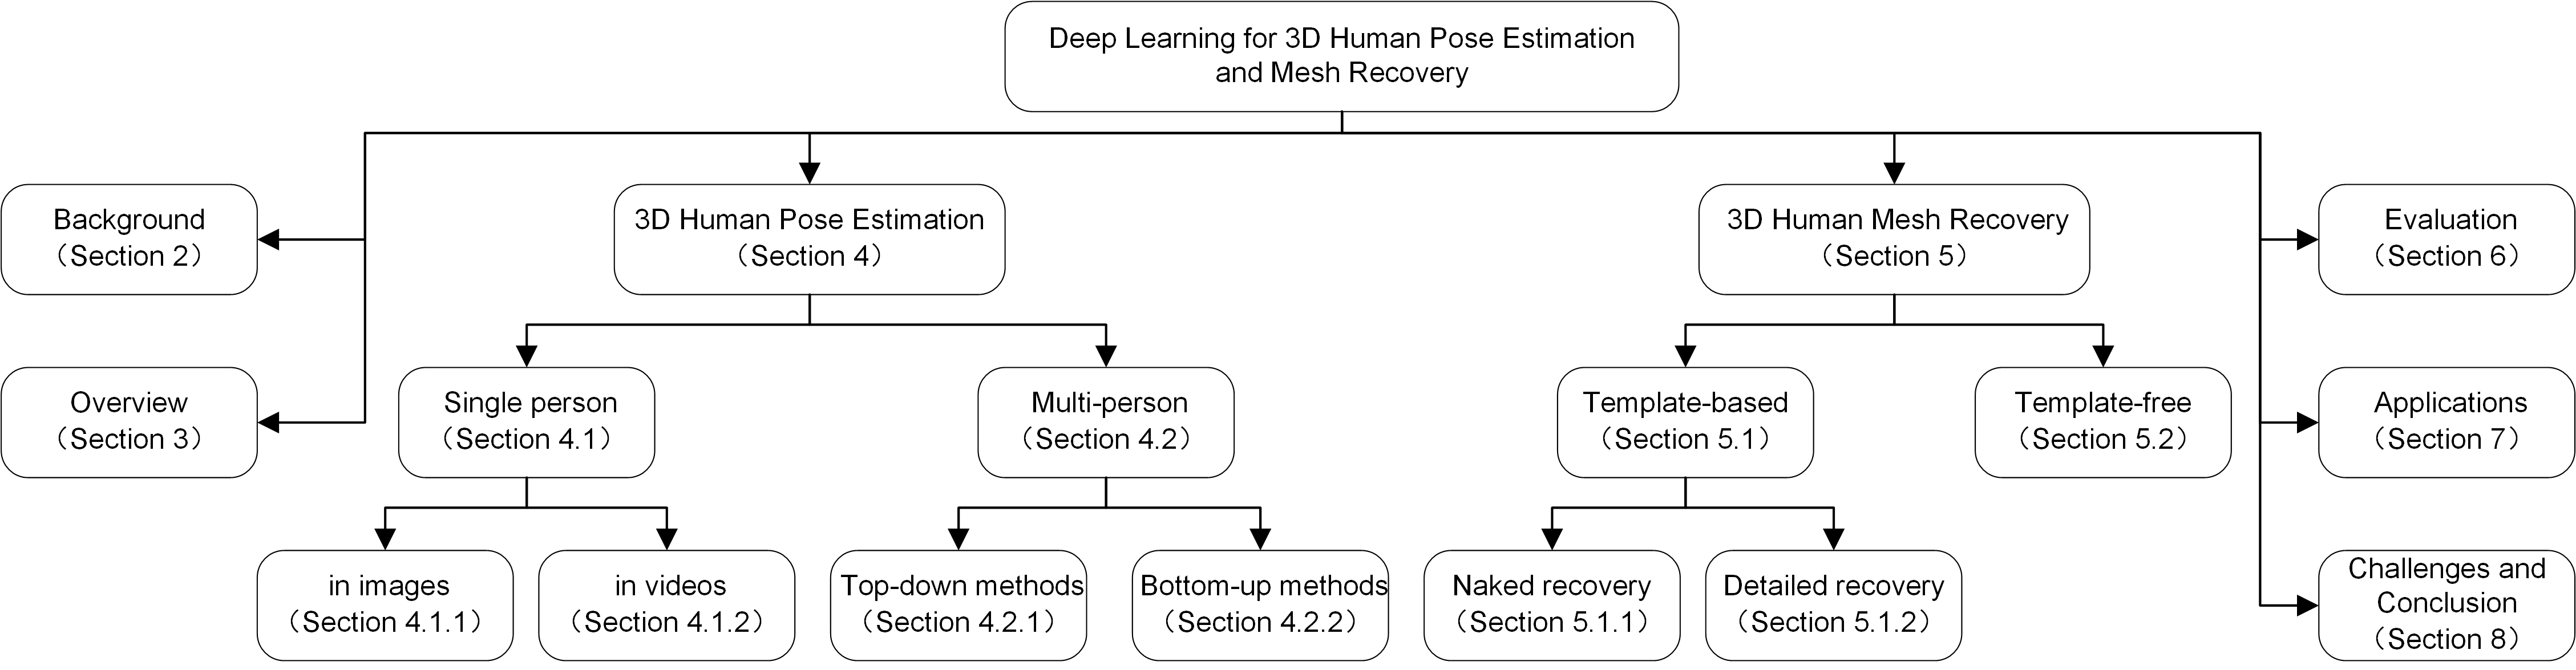 Deep Learning for 3D Human Pose Estimation
and Mesh Recovery
Background
（Section 2）
3D Human Pose Estimation
（Section 4）
3D Human Mesh Recovery
（Section 5）
Evaluation
（Section 6）
Overview
（Section 3）
Single person
（Section 4.1）
Multi-person
（Section 4.2）
Template-based
（Section 5.1）
Template-free
（Section 5.2）
Applications
（Section 7）
in images
（Section 4.1.1）
in videos
（Section 4.1.2）
Top-down methods
（Section 4.2.1）
Bottom-up methods
（Section 4.2.2）
Naked recovery
（Section 5.1.1）
Detailed recovery
（Section 5.1.2）
Challenges and
Conclusion
（Section 8）